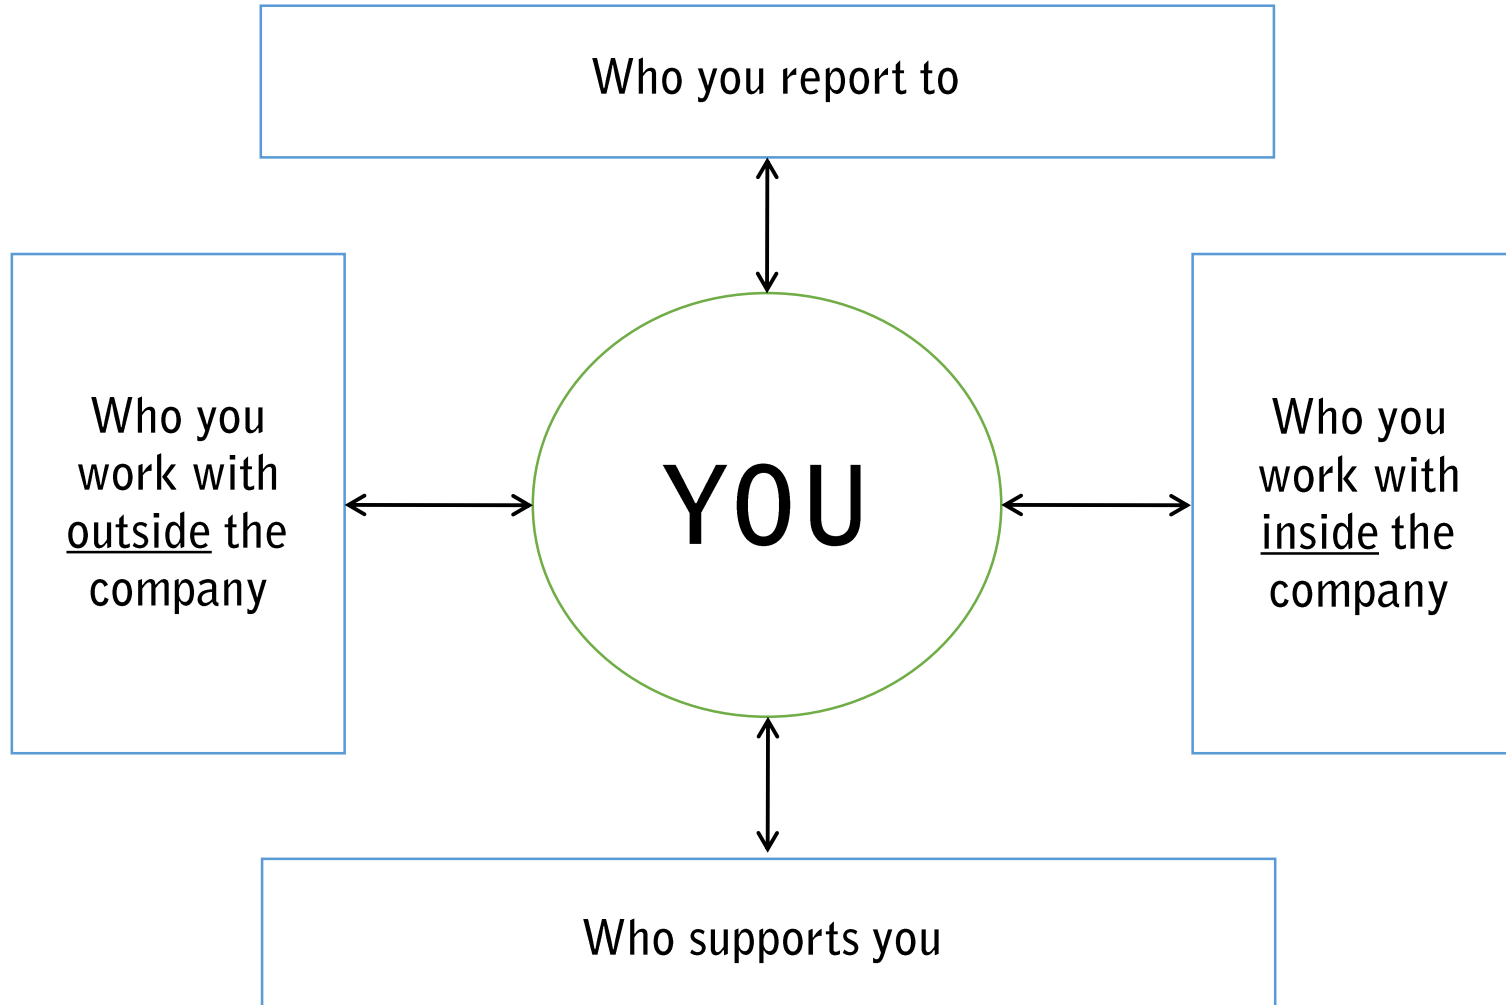 Who you report to
Who you
work with
outside the
company
YOU
Who you
work with
inside the
company
Who supports you